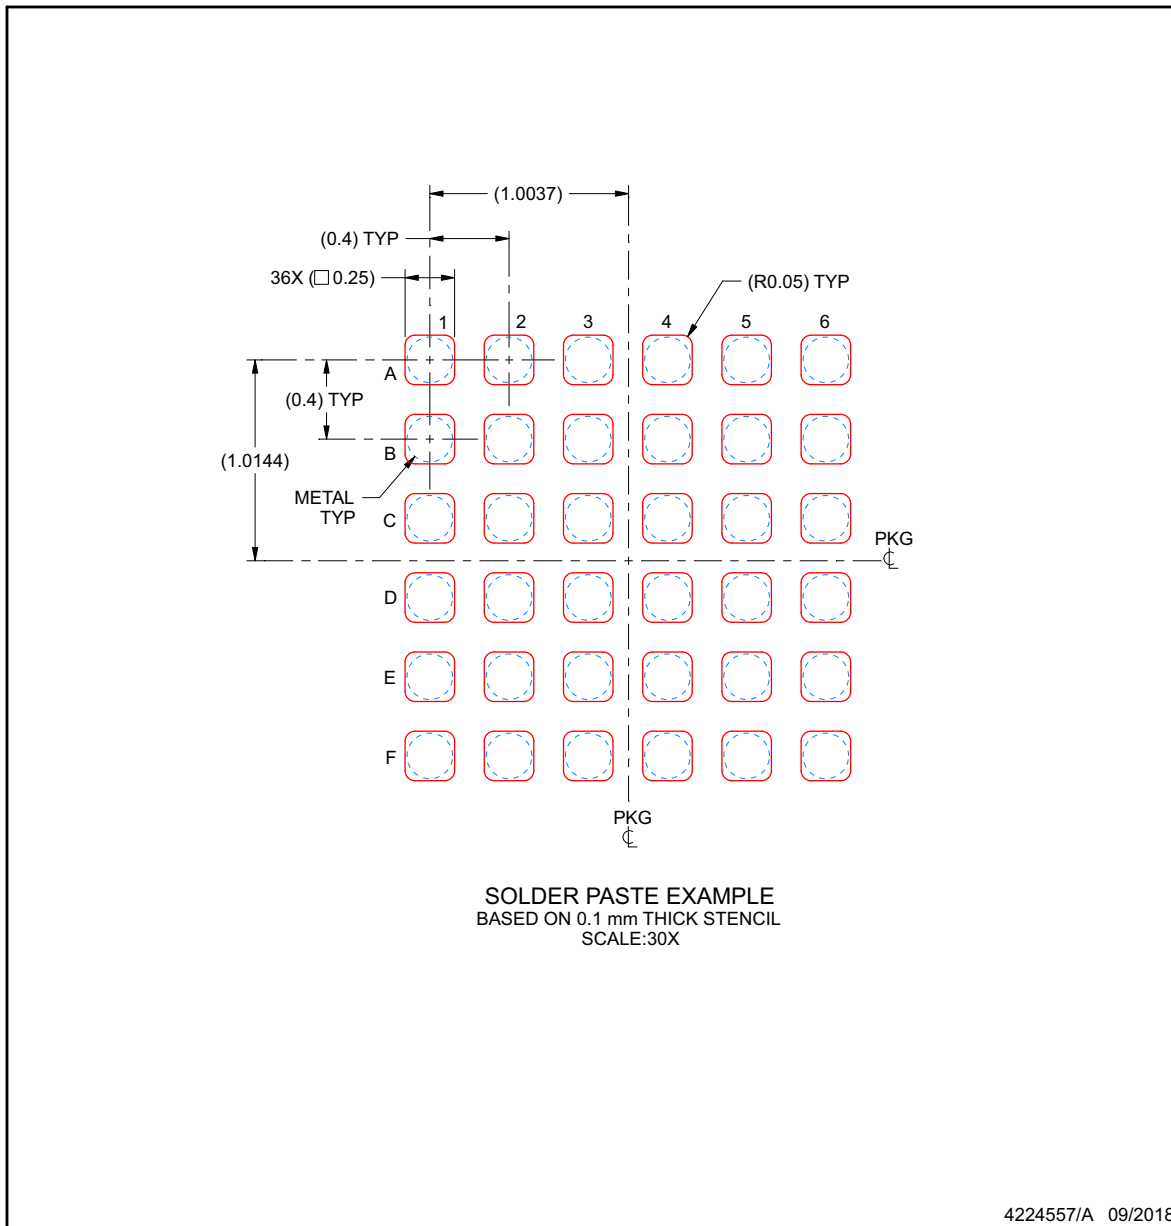 (1.0037)
(0.4) TYP
36X (□ 0.25)
(R0.05) TYP
1 2 3 4 5 6
A
(0.4) TYP
B
(1.0144)
METAL
TYP
C
PKG
℄
D
E
F
PKG
℄
SOLDER PASTE EXAMPLE
BASED ON 0.1 mm THICK STENCIL
SCALE:30X
4224557/A 09/2018